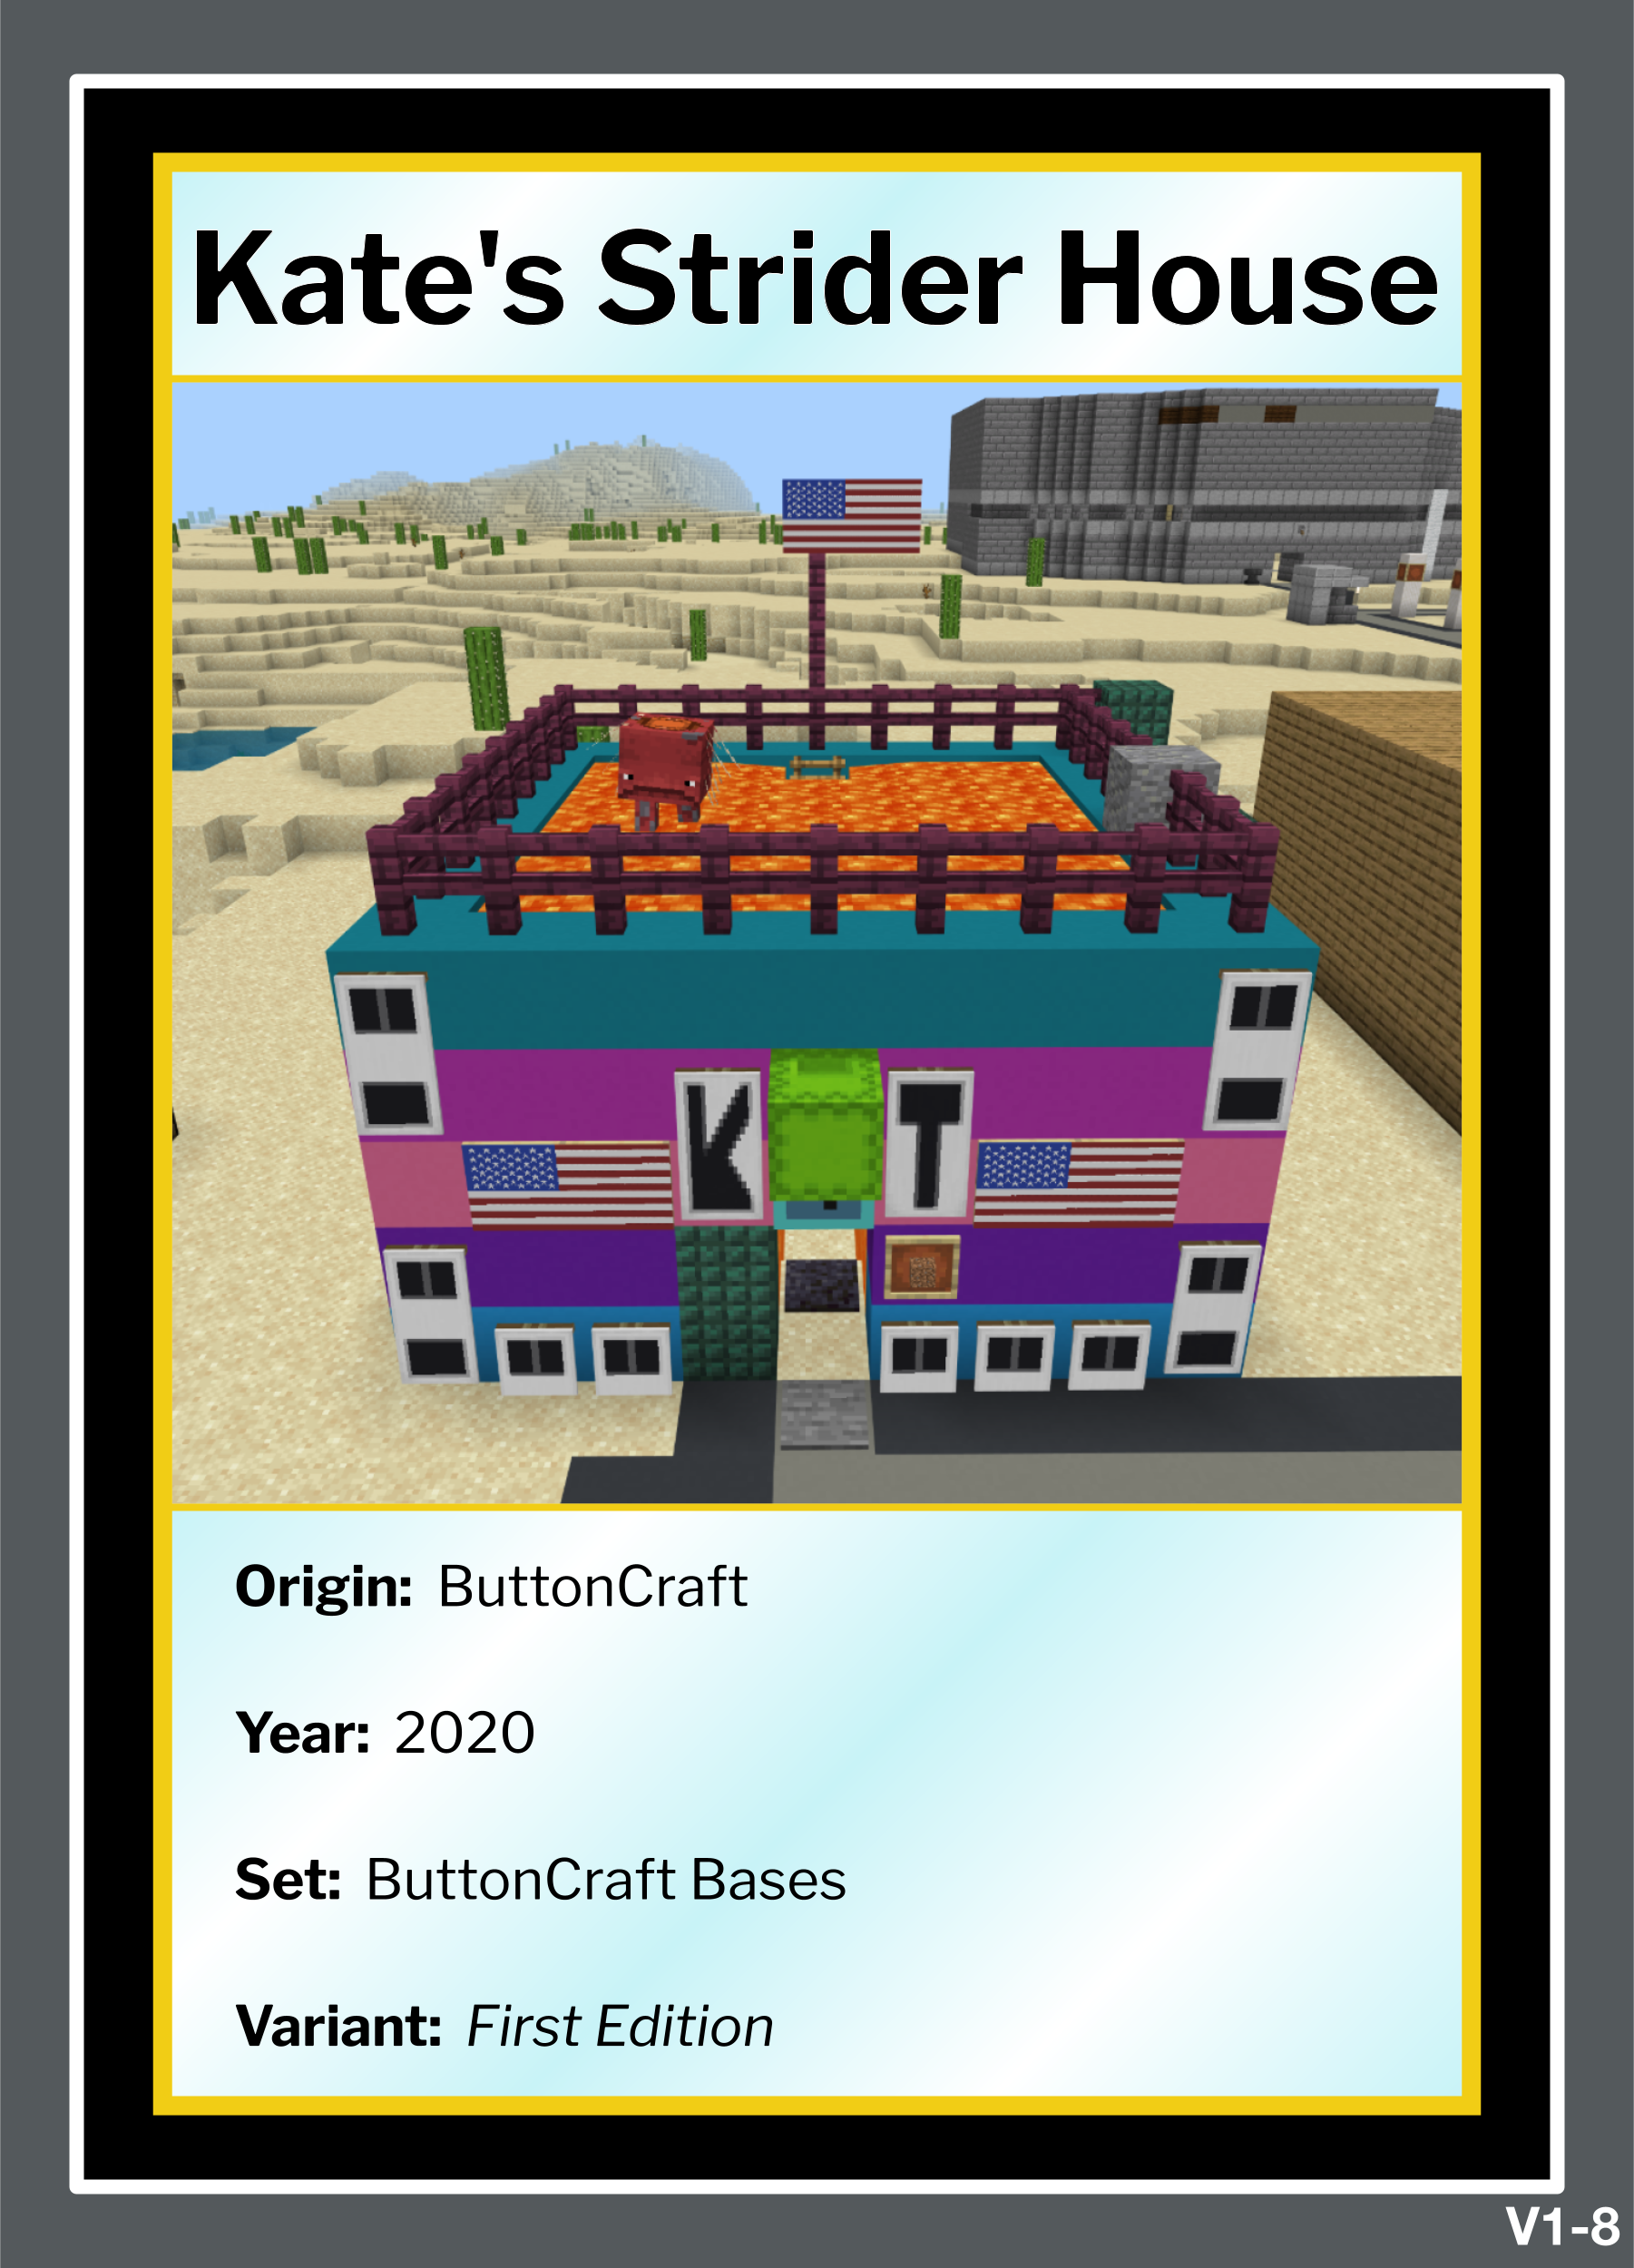 Kate's Strider House
K T
Origin: ButtonCraft
Year: 2020
Set: ButtonCraft Bases
Variant: First Edition
V1-8